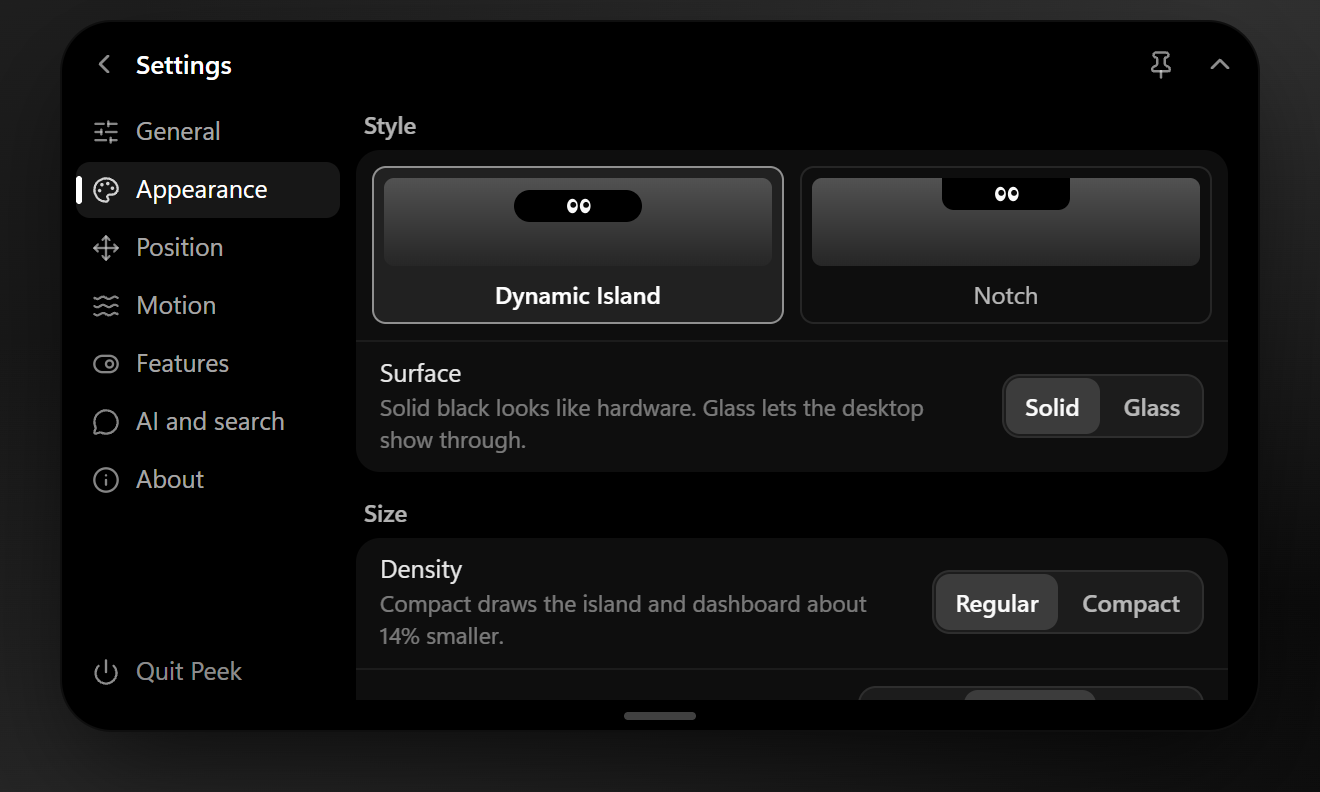 Settings
General
Appearance
Position
Motion
Features
AI and search
About
Quit Peek
Style
Dynamic Island
Notch
Surface
Solid black looks like hardware. Glass lets the desktop
show through.
Solid
Glass
Size
Density
Compact draws the island and dashboard about
14% smaller.
Regular
Compact